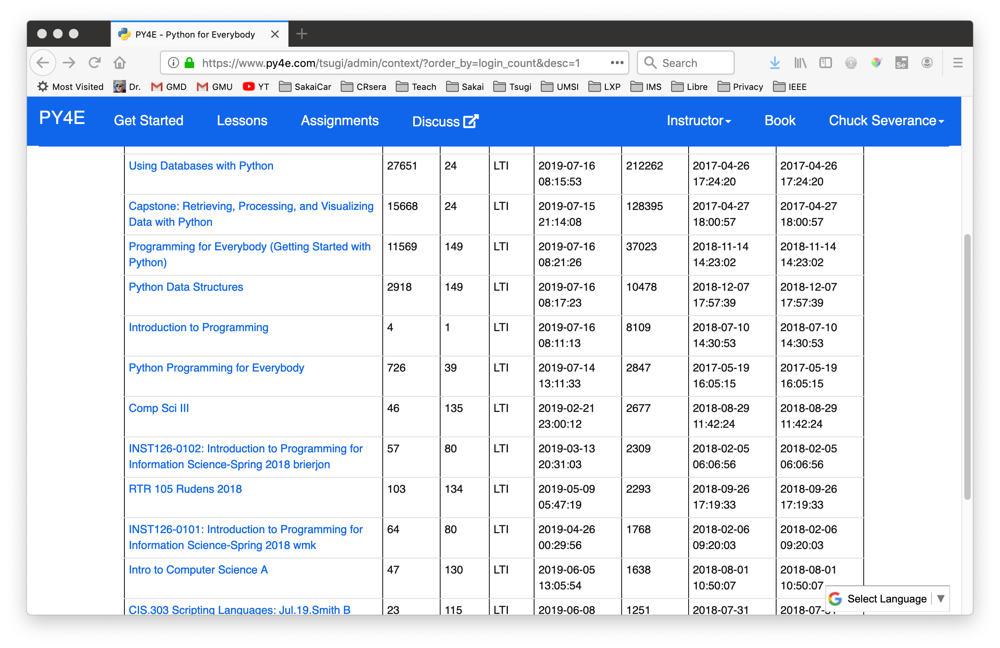 PY4E - Python for Everybody
https://www.py4e.com/tsugi/admin/context/?order_by=login_count&desc=1
Search
Se
Most Visited Dr. GMD GMU YT SakaiCar CRsera Teach Sakai Tsugi UMSI LXP IMS Libre Privacy IEEE
PY4E Get Started Lessons Assignments Discuss Instructor Book Chuck Severance
Using Databases with Python 27651 24 LTI 2019-07-16 212262 2017-04-26 2017-04-26
08:15:53 17:24:20 17:24:20
Capstone: Retrieving, Processing, and Visualizing 15668 24 LTI 2019-07-15 128395 2017-04-27 2017-04-27
Data with Python 21:14:08 18:00:57 18:00:57
Programming for Everybody (Getting Started with 11569 149 LTI 2019-07-16 37023 2018-11-14 2018-11-14
Python) 08:21:26 14:23:02 14:23:02
Python Data Structures 2918 149 LTI 2019-07-16 10478 2018-12-07 2018-12-07
08:17:23 17:57:39 17:57:39
Introduction to Programming 4 1 LTI 2019-07-16 8109 2018-07-10 2018-07-10
08:11:13 14:30:53 14:30:53
Python Programming for Everybody 726 39 LTI 2019-07-14 2847 2017-05-19 2017-05-19
13:11:33 16:05:15 16:05:15
Comp Sci III 46 135 LTI 2019-02-21 2677 2018-08-29 2018-08-29
23:00:12 11:42:24 11:42:24
INST126-0102: Introduction to Programming for 57 80 LTI 2019-03-13 2309 2018-02-05 2018-02-05
Information Science-Spring 2018 brierjon 20:31:03 06:06:56 06:06:56
RTR 105 Rudens 2018 103 134 LTI 2019-05-09 2293 2018-09-26 2018-09-26
05:47:19 17:19:33 17:19:33
INST126-0101: Introduction to Programming for 64 80 LTI 2019-04-26 1768 2018-02-06 2018-02-06
Information Science-Spring 2018 wmk 00:29:56 09:20:03 09:20:03
Intro to Computer Science A 47 130 LTI 2019-06-05 1638 2018-08-01 2018-08-01
13:05:54 10:50:07 10:50:07
CIS.303 Scripting Languages: Jul.19.Smith B 23 115 LTI 2019-06-08 1251 2018-07-31
Select Language